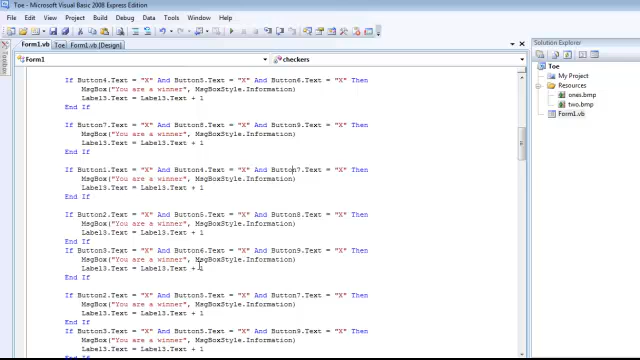 Toe - Microsoft Visual Basic 2008 Express Edition
File Edit View Project Build Debug Data Tools Window Help
Form1.vb Toe Form1.vb [Design]
Form1 checkers
If Button4.Text = "X" And Button5.Text = "X" And Button6.Text = "X" Then
MsgBox("You are a winner", MsgBoxStyle.Information)
Label3.Text = Label3.Text + 1
End If
If Button7.Text = "X" And Button8.Text = "X" And Button9.Text = "X" Then
MsgBox("You are a winner", MsgBoxStyle.Information)
Label3.Text = Label3.Text + 1
End If
If Button1.Text = "X" And Button4.Text = "X" And Button7.Text = "X" Then
MsgBox("You are a winner", MsgBoxStyle.Information)
Label3.Text = Label3.Text + 1
End If
If Button2.Text = "X" And Button5.Text = "X" And Button8.Text = "X" Then
MsgBox("You are a winner", MsgBoxStyle.Information)
Label3.Text = Label3.Text + 1
End If
If Button3.Text = "X" And Button6.Text = "X" And Button9.Text = "X" Then
MsgBox("You are a winner", MsgBoxStyle.Information)
Label3.Text = Label3.Text + 1
End If
If Button2.Text = "X" And Button5.Text = "X" And Button7.Text = "X" Then
MsgBox("You are a winner", MsgBoxStyle.Information)
Label3.Text = Label3.Text + 1
End If
If Button3.Text = "X" And Button5.Text = "X" And Button9.Text = "X" Then
MsgBox("You are a winner", MsgBoxStyle.Information)
Label3.Text = Label3.Text + 1
End If
Toolbox
Solution Explorer
Toe
My Project
Resources
ones.bmp
two.bmp
Form1.vb